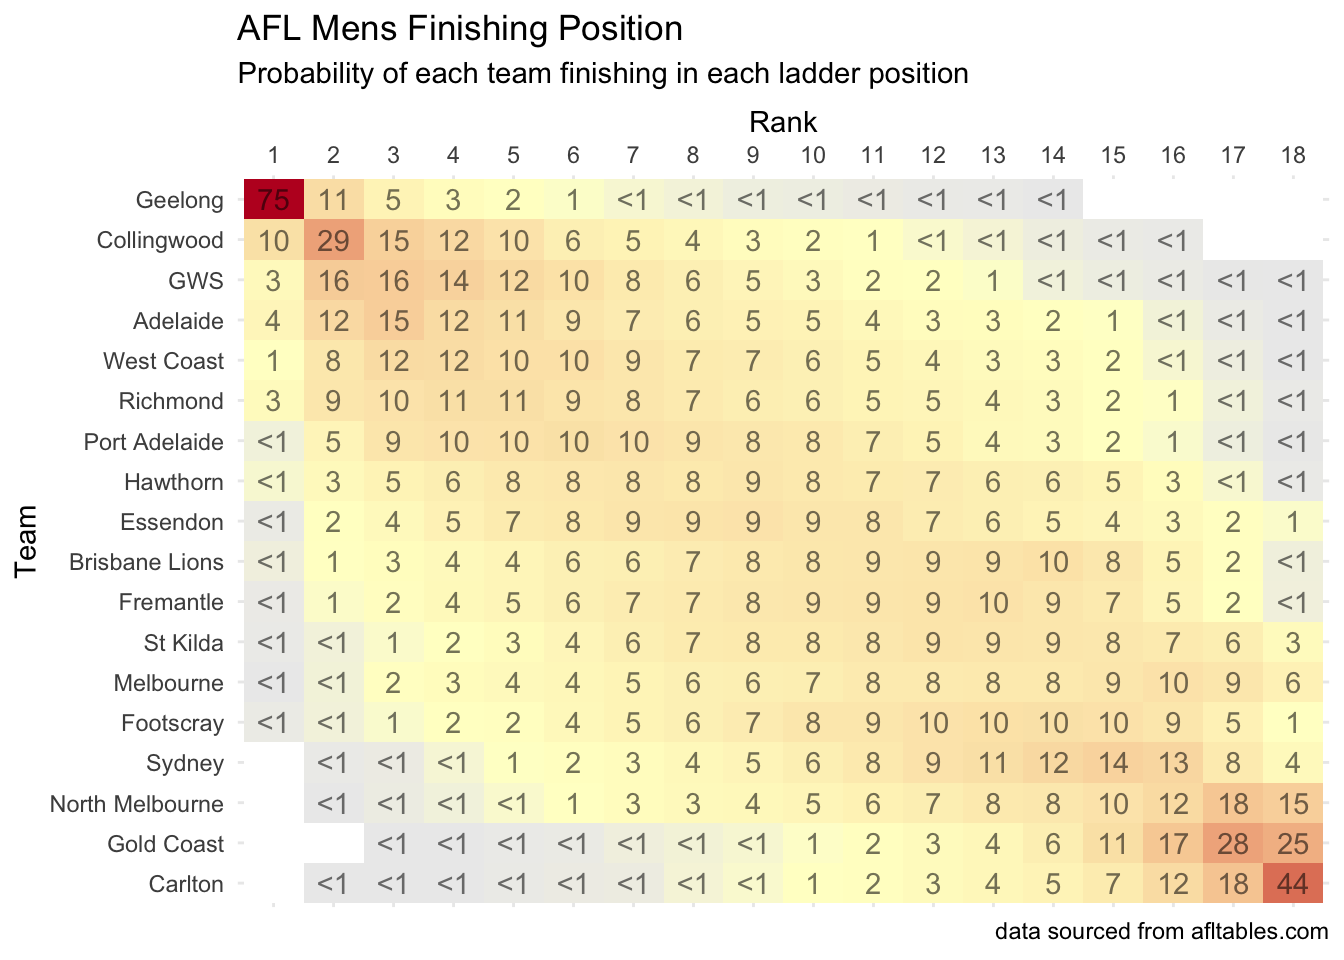 AFL Mens Finishing Position
Probability of each team finishing in each ladder position
Rank
1 2 3 4 5 6 7 8 9 10 11 12 13 14 15 16 17 18
Team
Geelong 75 11 5 3 2 1 <1 <1 <1 <1 <1 <1 <1 <1
Collingwood 10 29 15 12 10 6 5 4 3 2 1 <1 <1 <1 <1 <1
GWS 3 16 16 14 12 10 8 6 5 3 2 2 1 <1 <1 <1 <1 <1
Adelaide 4 12 15 12 11 9 7 6 5 5 4 3 3 2 1 <1 <1 <1
West Coast 1 8 12 12 10 10 9 7 7 6 5 4 3 3 2 <1 <1 <1
Richmond 3 9 10 11 11 9 8 7 6 6 5 5 4 3 2 1 <1 <1
Port Adelaide <1 5 9 10 10 10 10 9 8 8 7 5 4 3 2 1 <1 <1
Hawthorn <1 3 5 6 8 8 8 8 9 8 7 7 6 6 5 3 <1 <1
Essendon <1 2 4 5 7 8 9 9 9 9 8 7 6 5 4 3 2 1
Brisbane Lions <1 1 3 4 4 6 6 7 8 8 9 9 9 10 8 5 2 <1
Fremantle <1 1 2 4 5 6 7 7 8 9 9 9 10 9 7 5 2 <1
St Kilda <1 <1 1 2 3 4 6 7 8 8 8 9 9 9 8 7 6 3
Melbourne <1 <1 2 3 4 4 5 6 6 7 8 8 8 8 9 10 9 6
Footscray <1 <1 1 2 2 4 5 6 7 8 9 10 10 10 10 9 5 1
Sydney <1 <1 <1 1 2 3 4 5 6 8 9 11 12 14 13 8 4
North Melbourne <1 <1 <1 <1 1 3 3 4 5 6 7 8 8 10 12 18 15
Gold Coast <1 <1 <1 <1 <1 <1 <1 1 2 3 4 6 11 17 28 25
Carlton <1 <1 <1 <1 <1 <1 <1 <1 1 2 3 4 5 7 12 18 44
data sourced from afltables.com